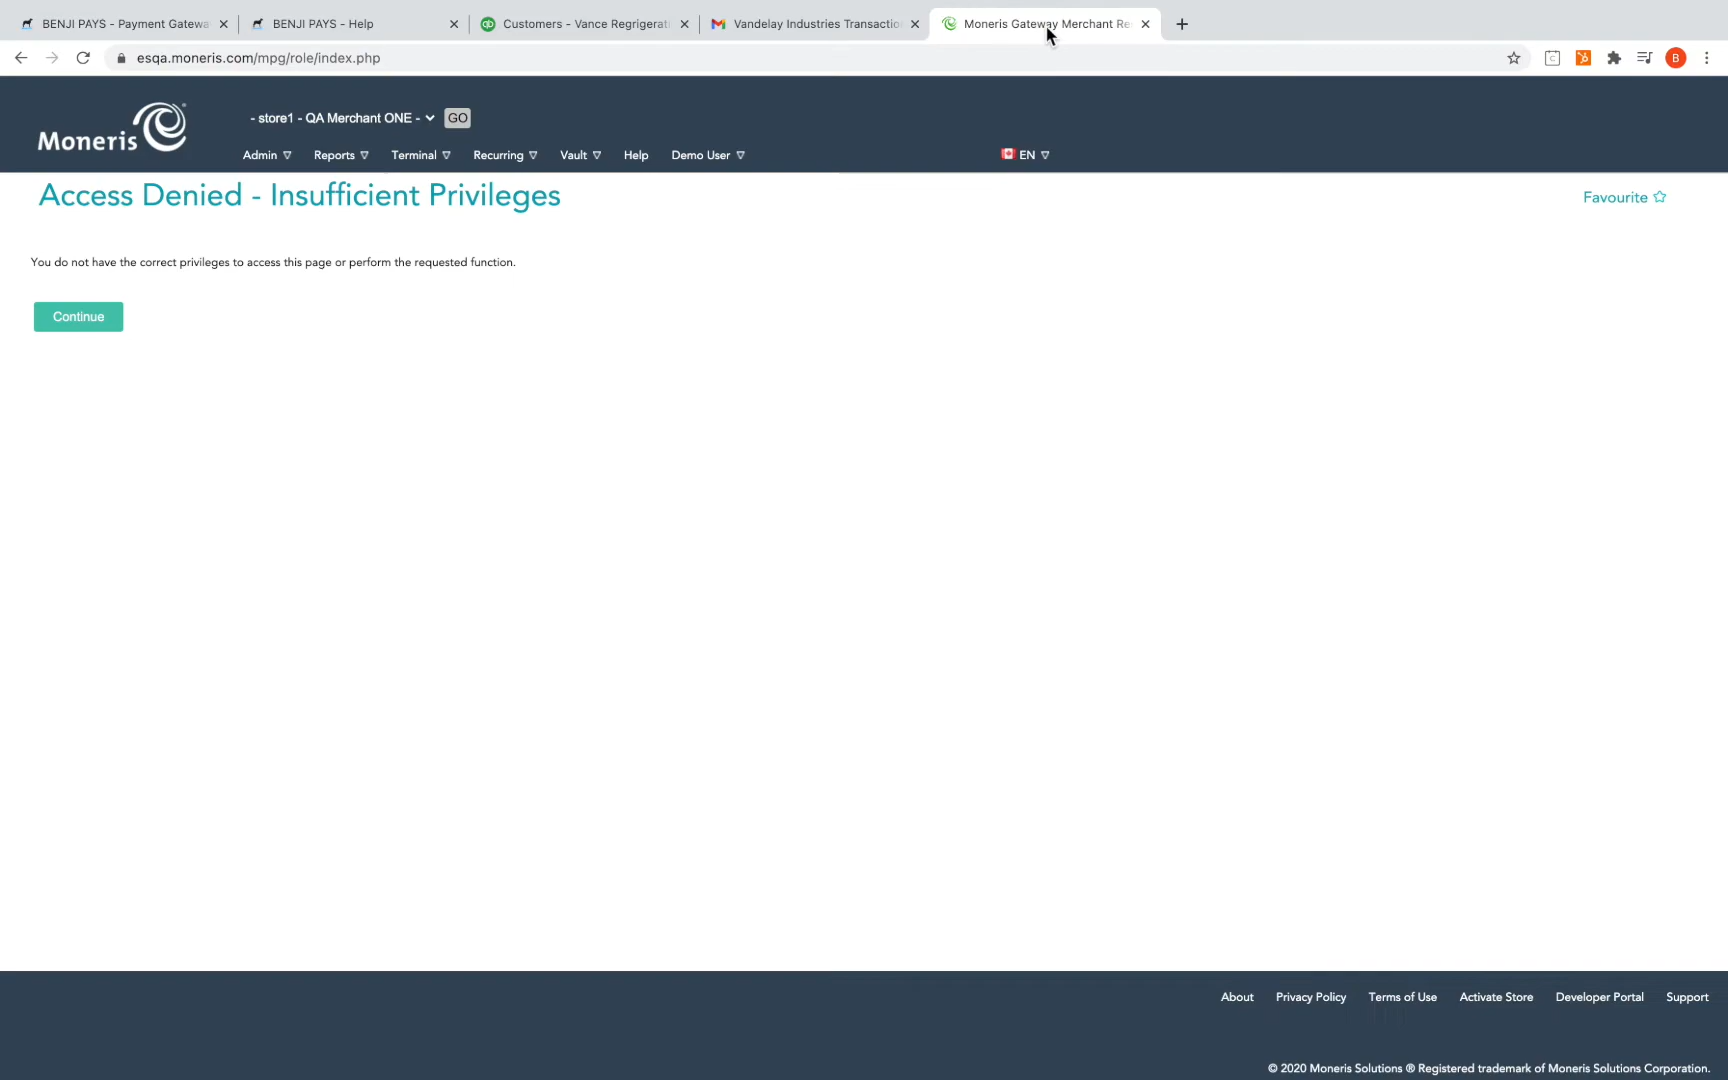 BENJI PAYS - Payment Gatewa
BENJI PAYS - Help
Customers - Vance Regrigerati
Vandelay Industries Transactio
Moneris Gateway Merchant Re
esqa.moneris.com/mpg/role/index.php
B
Moneris
- store1 - QA Merchant ONE -
GO
Admin
Reports
Terminal
Recurring
Vault
Help
Demo User
EN
Access Denied - Insufficient Privileges
Favourite
You do not have the correct privileges to access this page or perform the requested function.
Continue
About
Privacy Policy
Terms of Use
Activate Store
Developer Portal
Support
© 2020 Moneris Solutions ® Registered trademark of Moneris Solutions Corporation.